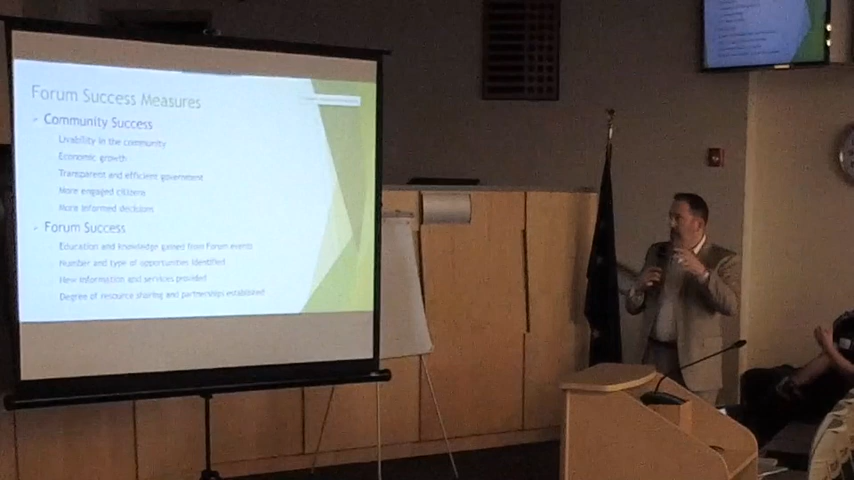 Forum Success Measures
Community Success
Livability in the community
Economic growth
Transparent and efficient government
More engaged citizens
More informed decisions
Forum Success
Education and knowledge gained from Forum events
Number and type of opportunities identified
New information and services provided
Degree of resource sharing and partnerships established